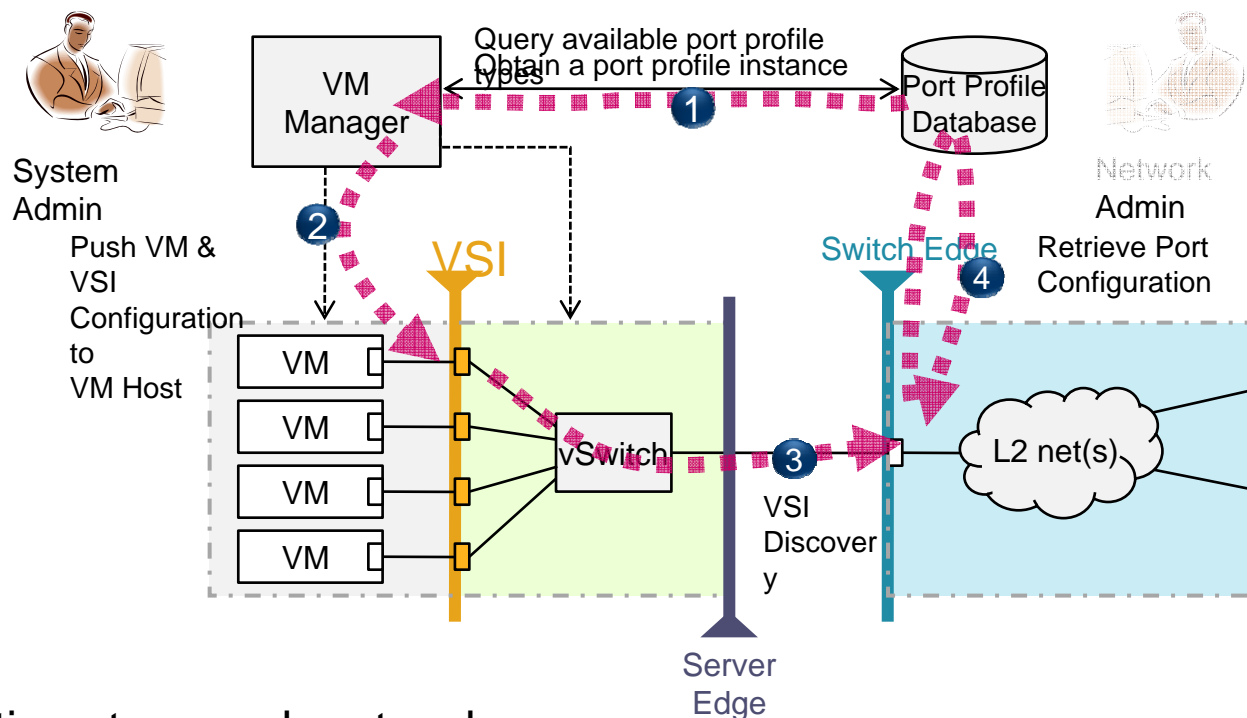 Query available port profile
types
Obtain a port profile instance
VM
Manager
Port Profile
Database
1
System
Admin
Network
Admin
2
Push VM &
VSI
Configuration
to
VM Host
VSI
Switch Edge
4
Retrieve Port
Configuration
VM
VM
VM
VM
vSwitch
3
L2 net(s)
VSI
Discover
y
Server
Edge